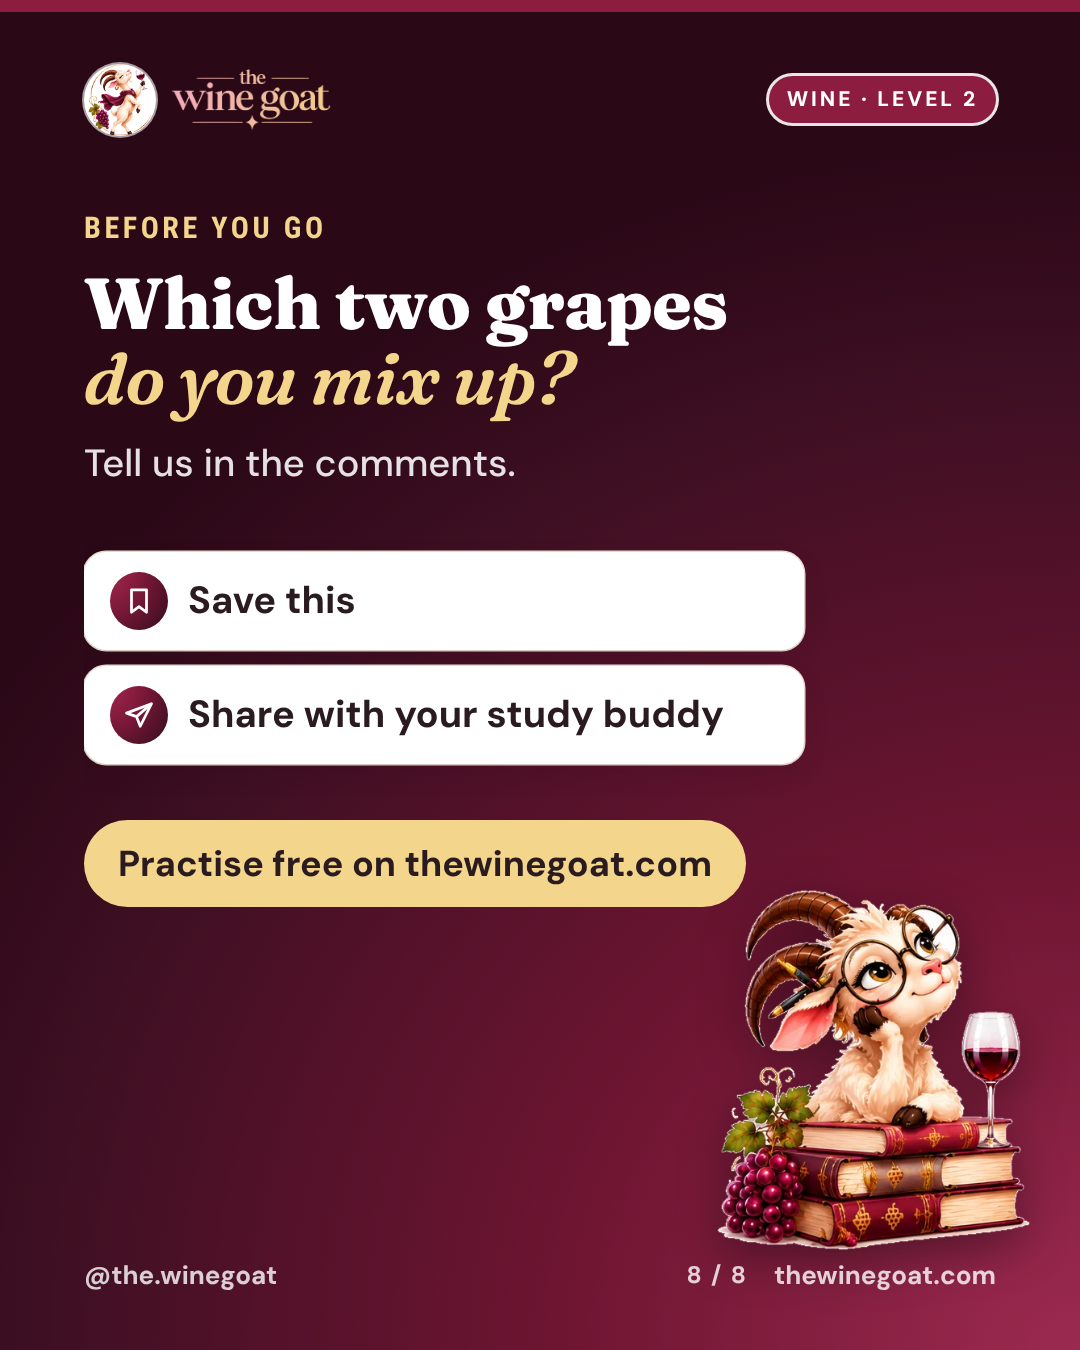 the
wine goat
WINE · LEVEL 2
BEFORE YOU GO
Which two grapes
do you mix up?
Tell us in the comments.
Save this
Share with your study buddy
Practise free on thewinegoat.com
@the.winegoat
8 / 8
thewinegoat.com